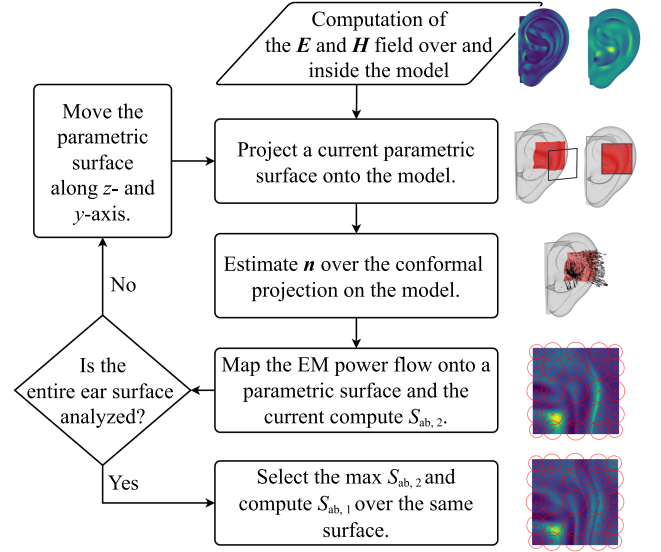 Computation of
the E and H field over and
inside the model
Move the
parametric
surface
along z- and
y-axis.
Project a current parametric
surface onto the model.
Estimate n over the conformal
projection on the model.
No
Is the
entire ear surface
analyzed?
Map the EM power flow onto a
parametric surface and the
current compute Sab, 2.
Yes
Select the max Sab, 2 and
compute Sab, 1 over the same
surface.